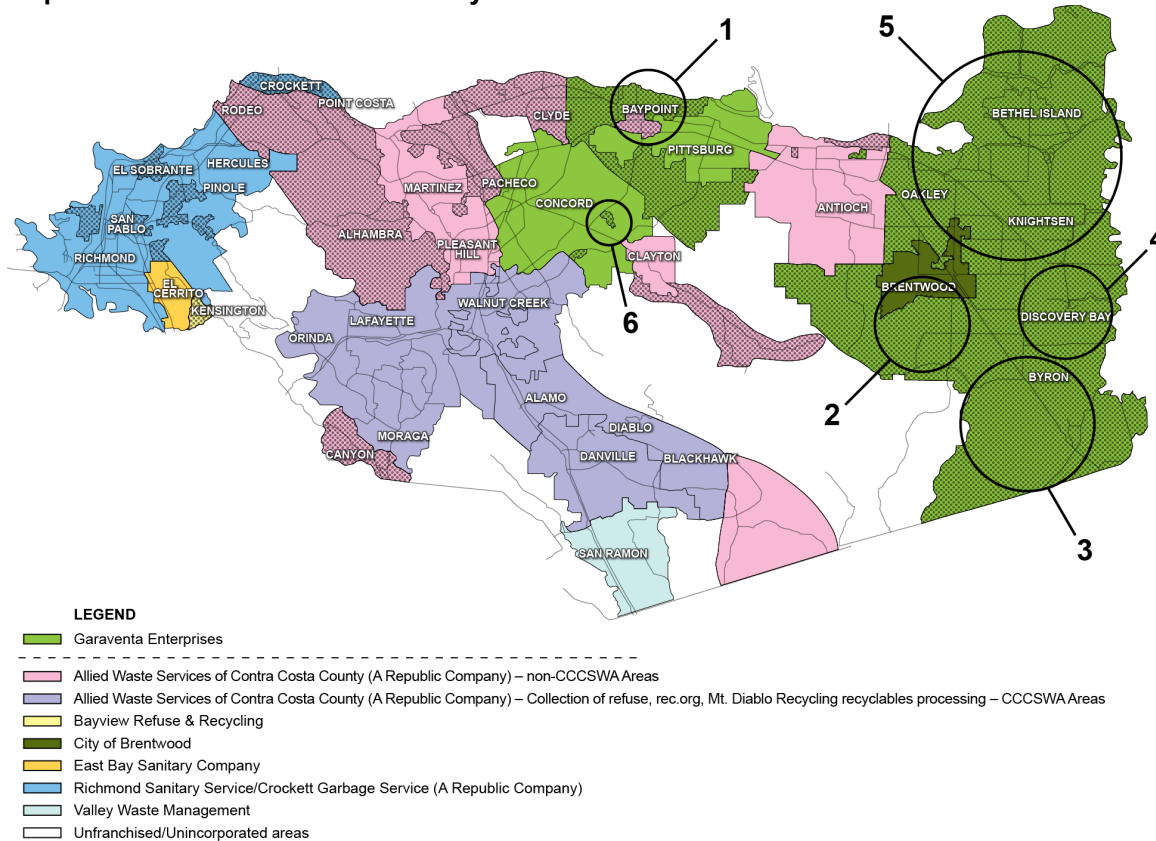 1
5
CROCKETT
POINT COSTA
RODEO
CLYDE
BAYPOINT
BETHEL ISLAND
PITTSBURG
EL SOBRANTE
HERCULES
PINOLE
MARTINEZ
PACHECO
CONCORD
OAKLEY
ANTIOCH
SAN
PABLO
KNIGHTSEN
ALHAMBRA
PLEASANT
HILL
RICHMOND
CLAYTON
4
EL
CERRITO
BRENTWOOD
KENSINGTON
WALNUT CREEK
LAFAYETTE
6
DISCOVERY BAY
ORINDA
BYRON
ALAMO
2
DIABLO
MORAGA
CANYON
DANVILLE
BLACKHAWK
SAN RAMON
3
LEGEND
Garaventa Enterprises
Allied Waste Services of Contra Costa County (A Republic Company) – non-CCCSWA Areas
Allied Waste Services of Contra Costa County (A Republic Company) – Collection of refuse, rec.org, Mt. Diablo Recycling recyclables processing – CCCSWA Areas
Bayview Refuse & Recycling
City of Brentwood
East Bay Sanitary Company
Richmond Sanitary Service/Crockett Garbage Service (A Republic Company)
Valley Waste Management
Unfranchised/Unincorporated areas